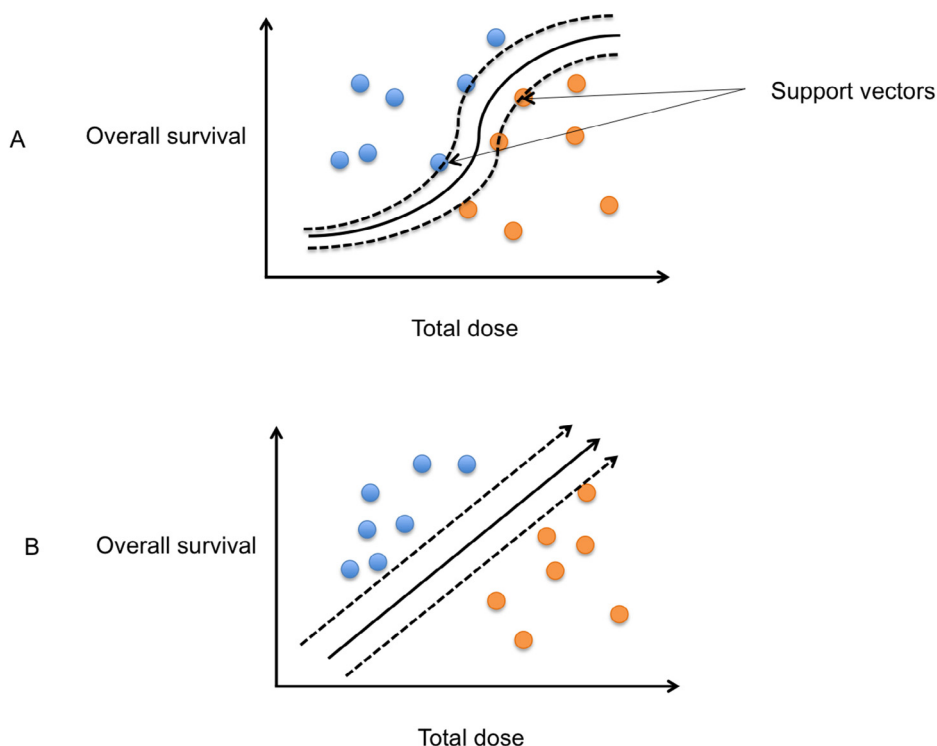 A
Overall survival
Support vectors
Total dose
B
Overall survival
Total dose